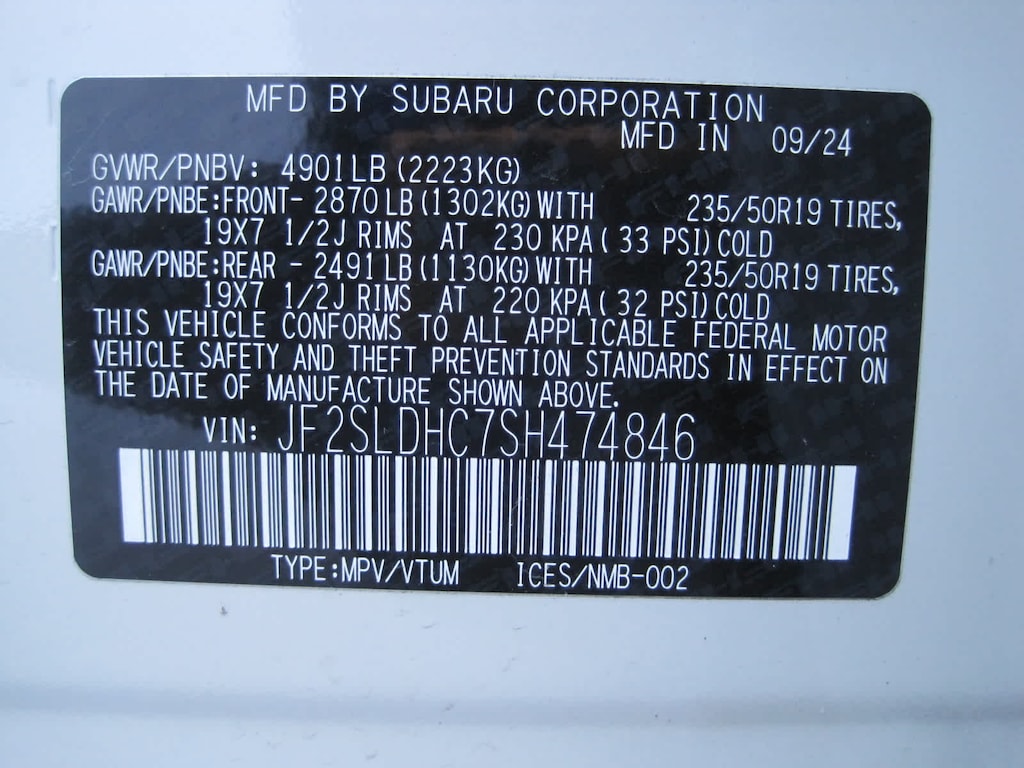 MFD BY SUBARU CORPORATION
MFD IN 09/24
GVWR/PNBV: 4901LB (2223KG)
GAWR/PNBE:FRONT- 2870 LB (1302KG) WITH 235/50R19 TIRES,
19X7 1/2J RIMS AT 230 KPA ( 33 PSI) COLD
GAWR/PNBE:REAR - 2491 LB (1130KG) WITH 235/50R19 TIRES,
19X7 1/2J RIMS AT 220 KPA ( 32 PSI) COLD
THIS VEHICLE CONFORMS TO ALL APPLICABLE FEDERAL MOTOR
VEHICLE SAFETY AND THEFT PREVENTION STANDARDS IN EFFECT ON
THE DATE OF MANUFACTURE SHOWN ABOVE.
VIN: JF2SLDHC7SH474846
TYPE:MPV/VTUM ICES/NMB-002